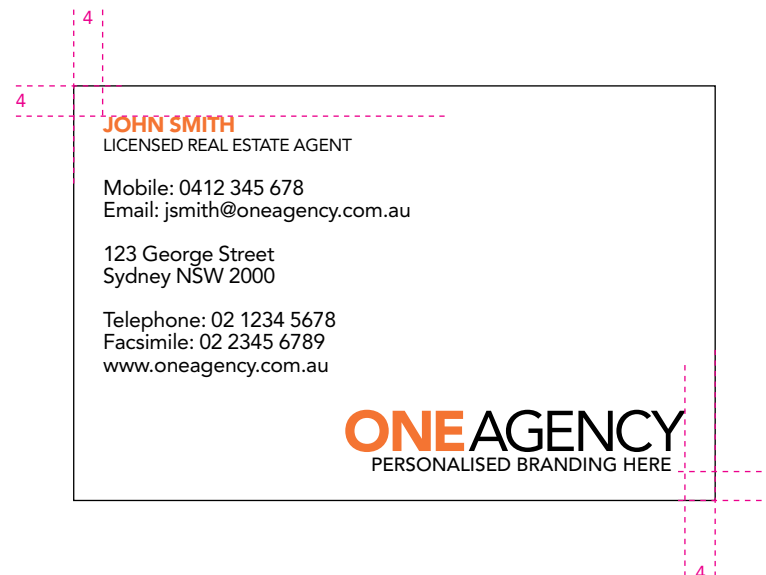 4
4
JOHN SMITH
LICENSED REAL ESTATE AGENT
Mobile: 0412 345 678
Email: jsmith@oneagency.com.au
123 George Street
Sydney NSW 2000
Telephone: 02 1234 5678
Facsimile: 02 2345 6789
www.oneagency.com.au
ONEAGENCY
PERSONALISED BRANDING HERE
4